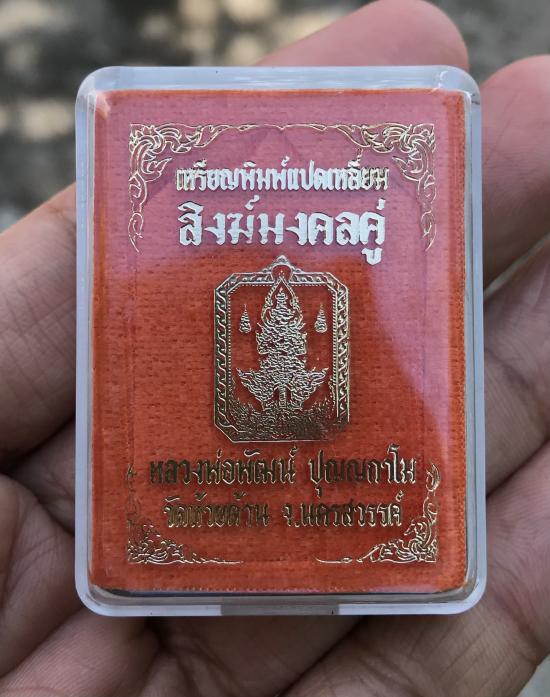 เหรียญพิมพ์แปดเหลี่ยม
สิงฆ์มงคลคู่
หลวงพ่อพัฒน์ ปุญญกาโม
วัดห้วยด้วน จ.นครสวรรค์